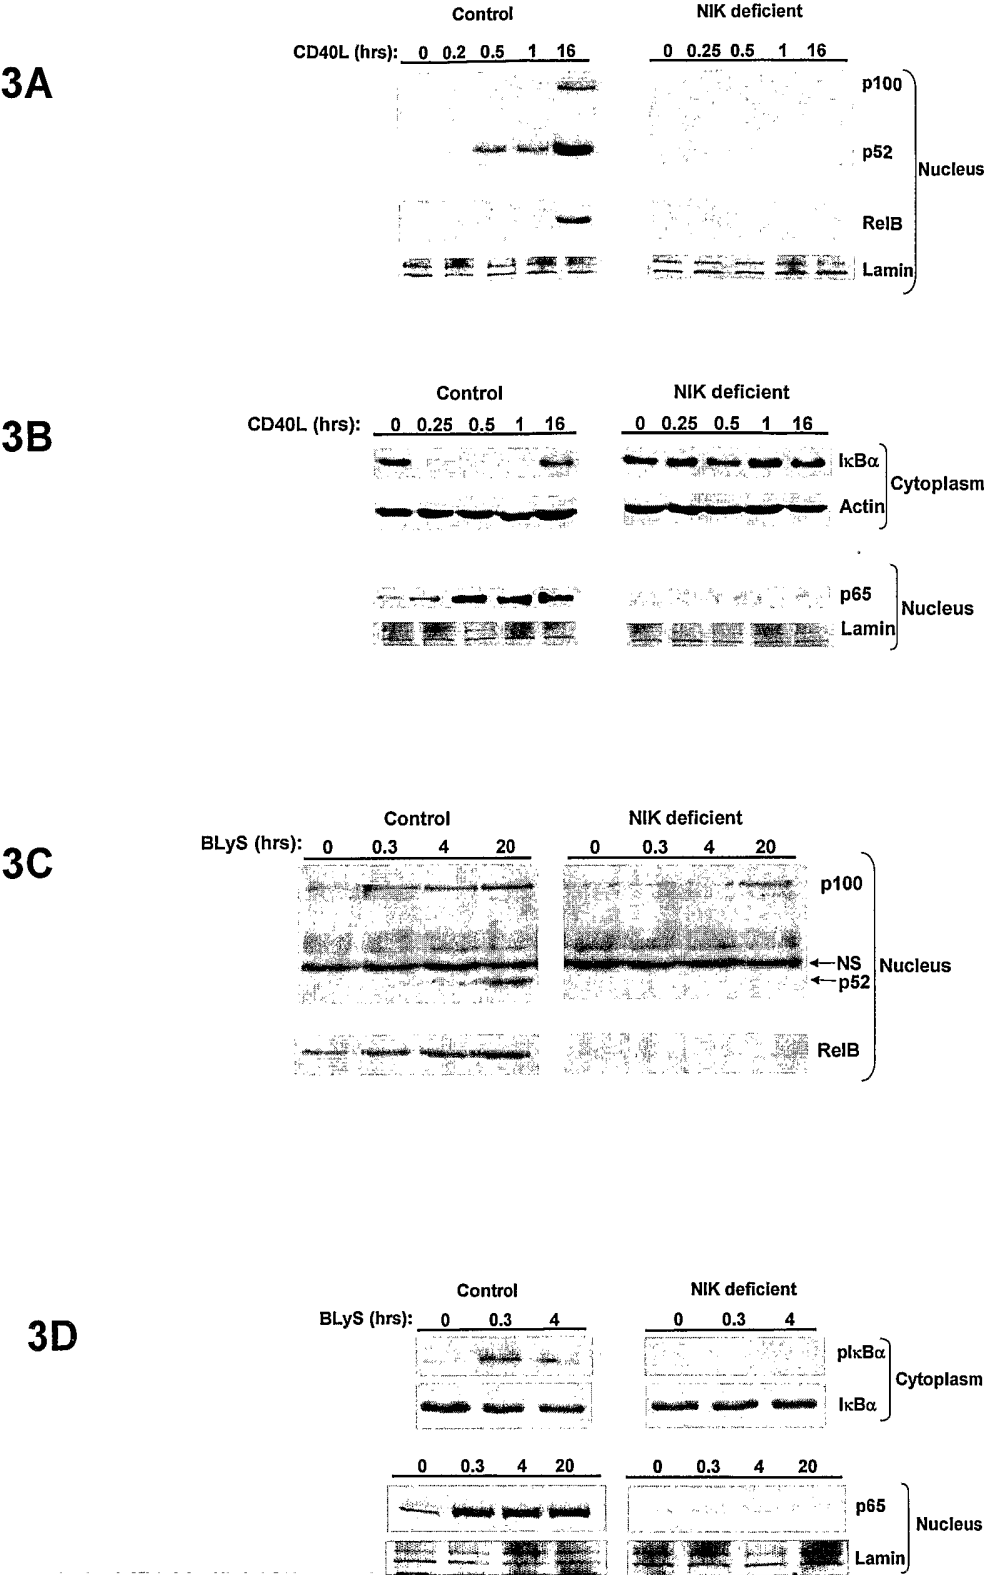 Control NIK deficient
CD40L (hrs): 0 0.2 0.5 1 16 0 0.25 0.5 1 16
3A
p100
p52
Nucleus
RelB
Lamin
Control NIK deficient
CD40L (hrs): 0 0.25 0.5 1 16 0 0.25 0.5 1 16
3B
IκBα
Cytoplasm
Actin
p65
Nucleus
Lamin
Control NIK deficient
BLyS (hrs): 0 0.3 4 20 0 0.3 4 20
3C
p100
NS
Nucleus
p52
RelB
Control NIK deficient
BLyS (hrs): 0 0.3 4 0 0.3 4
3D
pIκBα
Cytoplasm
IκBα
0 0.3 4 20 0 0.3 4 20
p65
Nucleus
Lamin